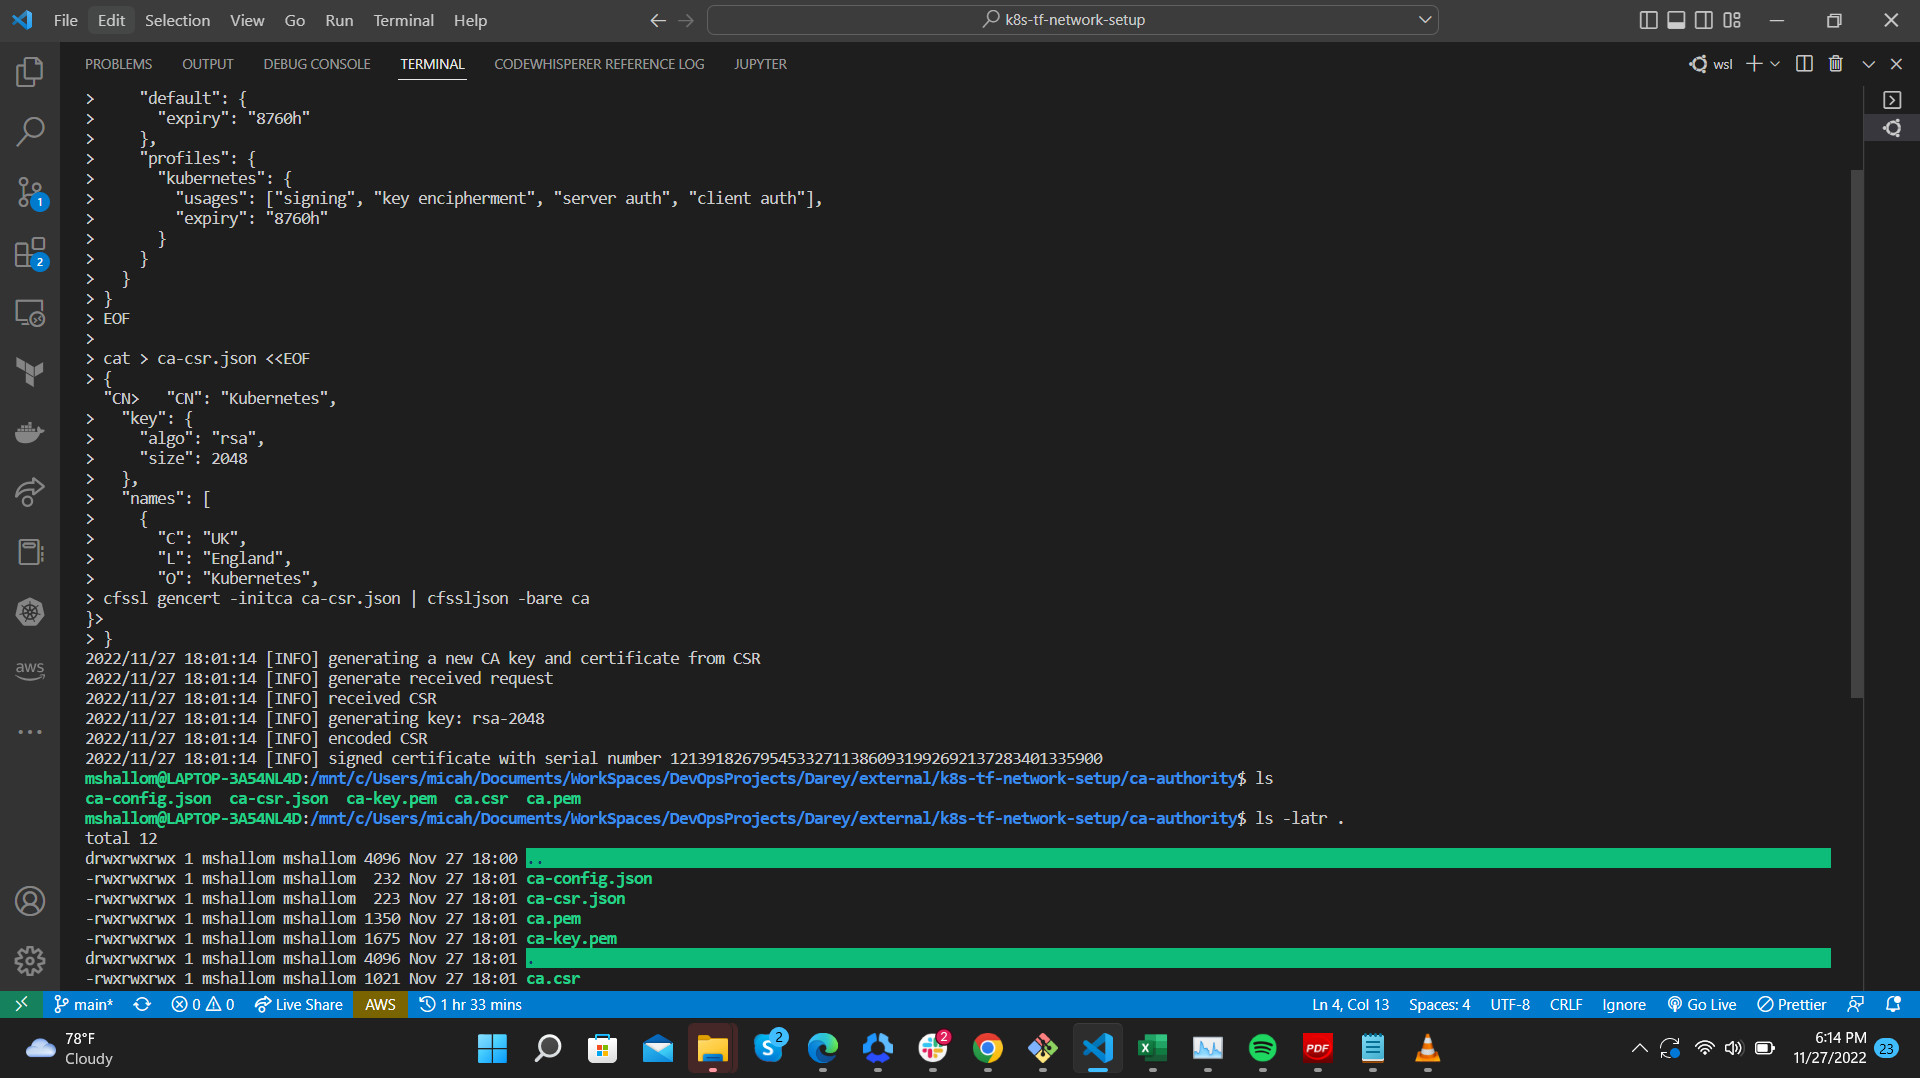 File Edit Selection View Go Run Terminal Help
k8s-tf-network-setup
PROBLEMS OUTPUT DEBUG CONSOLE TERMINAL CODEWHISPERER REFERENCE LOG JUPYTER
wsl
>     "default": {
>       "expiry": "8760h"
>     },
>     "profiles": {
>       "kubernetes": {
>         "usages": ["signing", "key encipherment", "server auth", "client auth"],
>         "expiry": "8760h"
>       }
>     }
>   }
> }
> EOF
>
> cat > ca-csr.json <<EOF
> {
  "CN>   "CN": "Kubernetes",
>   "key": {
>     "algo": "rsa",
>     "size": 2048
>   },
>   "names": [
>     {
>       "C": "UK",
>       "L": "England",
>       "O": "Kubernetes",
> cfssl gencert -initca ca-csr.json | cfssljson -bare ca
}>
> }
2022/11/27 18:01:14 [INFO] generating a new CA key and certificate from CSR
2022/11/27 18:01:14 [INFO] generate received request
2022/11/27 18:01:14 [INFO] received CSR
2022/11/27 18:01:14 [INFO] generating key: rsa-2048
2022/11/27 18:01:14 [INFO] encoded CSR
2022/11/27 18:01:14 [INFO] signed certificate with serial number 121391826795453327113860931992692137283401335900
mshallom@LAPTOP-3A54NL4D:/mnt/c/Users/micah/Documents/WorkSpaces/DevOpsProjects/Darey/external/k8s-tf-network-setup/ca-authority$ ls
ca-config.json  ca-csr.json  ca-key.pem  ca.csr  ca.pem
mshallom@LAPTOP-3A54NL4D:/mnt/c/Users/micah/Documents/WorkSpaces/DevOpsProjects/Darey/external/k8s-tf-network-setup/ca-authority$ ls -latr .
total 12
drwxrwxrwx 1 mshallom mshallom 4096 Nov 27 18:00 ..
-rwxrwxrwx 1 mshallom mshallom  232 Nov 27 18:01 ca-config.json
-rwxrwxrwx 1 mshallom mshallom  223 Nov 27 18:01 ca-csr.json
-rwxrwxrwx 1 mshallom mshallom 1350 Nov 27 18:01 ca.pem
-rwxrwxrwx 1 mshallom mshallom 1675 Nov 27 18:01 ca-key.pem
drwxrwxrwx 1 mshallom mshallom 4096 Nov 27 18:01 .
-rwxrwxrwx 1 mshallom mshallom 1021 Nov 27 18:01 ca.csr
1
2
aws
main* 0 0 Live Share AWS 1 hr 33 mins Ln 4, Col 13 Spaces: 4 UTF-8 CRLF Ignore Go Live Prettier
78°F
Cloudy
S 2
2
X
PDF
6:14 PM
11/27/2022
23